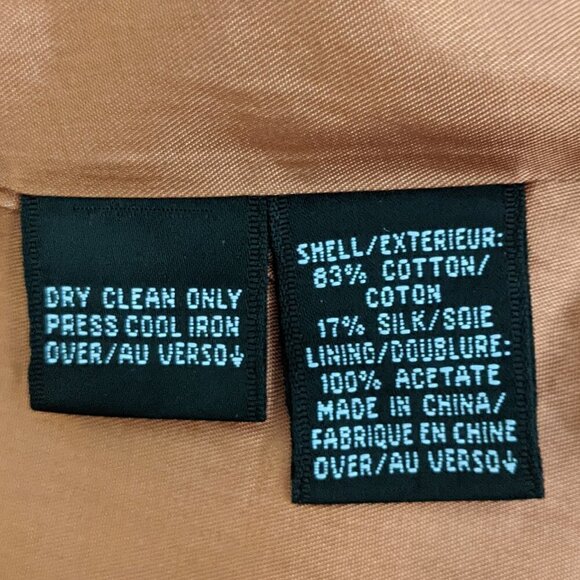 DRY CLEAN ONLY
PRESS COOL IRON
OVER/AU VERSO↓
SHELL/EXTERIEUR:
83% COTTON/
COTON
17% SILK/SOIE
LINING/DOUBLURE:
100% ACETATE
MADE IN CHINA/
FABRIQUE EN CHINE
OVER/AU VERSO↓